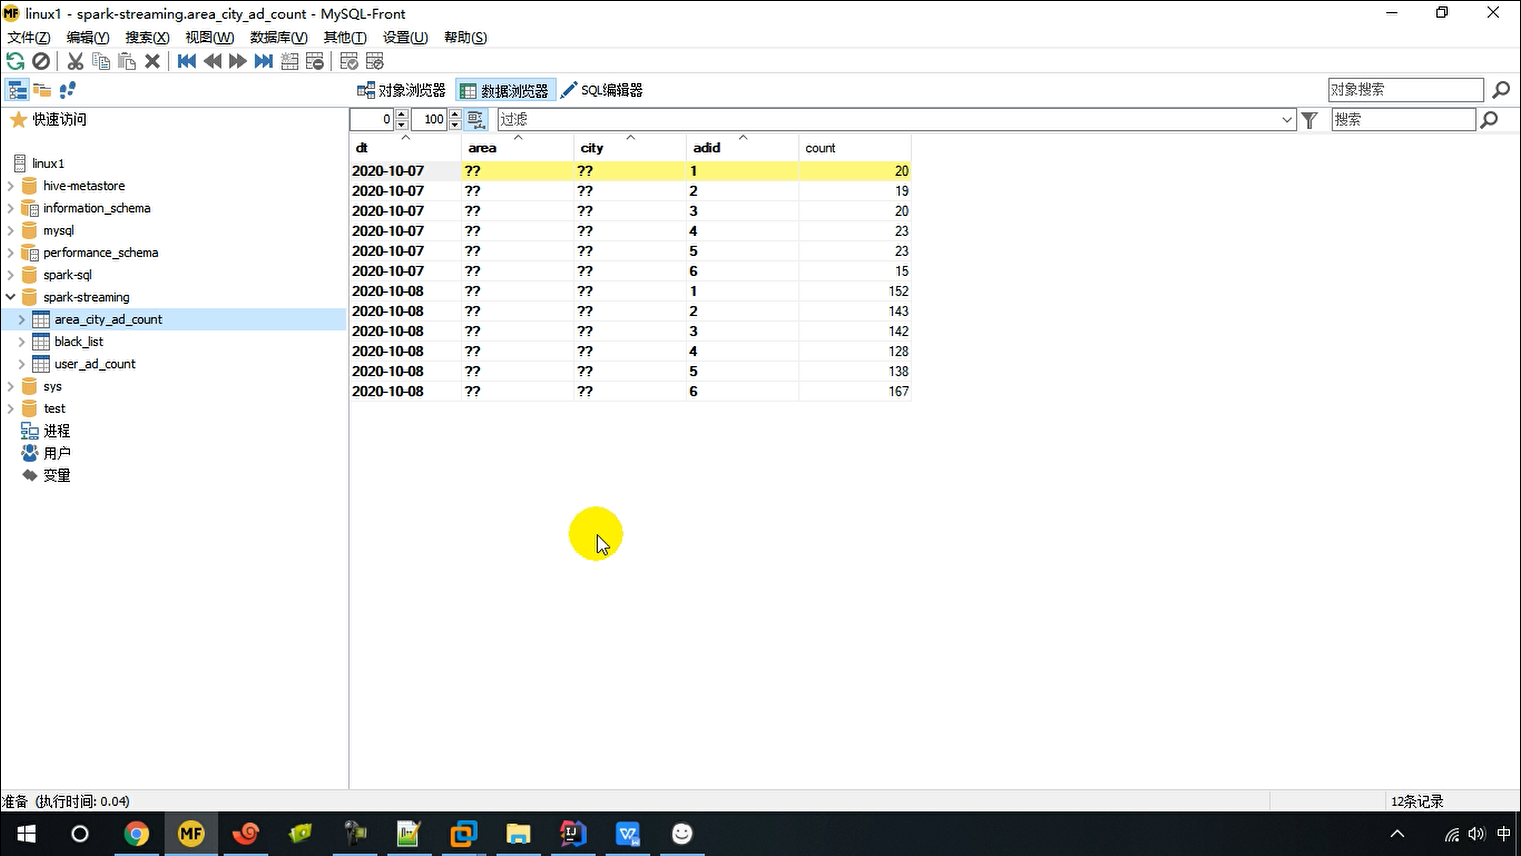 MF linux1 - spark-streaming.area_city_ad_count - MySQL-Front
文件(Z) 编辑(Y) 搜索(X) 视图(W) 数据库(V) 其他(T) 设置(U) 帮助(S)
对象浏览器 数据浏览器 SQL编辑器 对象搜索
快速访问 0 100 过滤 搜索
dt area city adid count
linux1
hive-metastore
information_schema
mysql
performance_schema
spark-sql
spark-streaming
area_city_ad_count
black_list
user_ad_count
sys
test
进程
用户
变量
2020-10-07 ?? ?? 1 20
2020-10-07 ?? ?? 2 19
2020-10-07 ?? ?? 3 20
2020-10-07 ?? ?? 4 23
2020-10-07 ?? ?? 5 23
2020-10-07 ?? ?? 6 15
2020-10-08 ?? ?? 1 152
2020-10-08 ?? ?? 2 143
2020-10-08 ?? ?? 3 142
2020-10-08 ?? ?? 4 128
2020-10-08 ?? ?? 5 138
2020-10-08 ?? ?? 6 167
准备 (执行时间: 0.04) 12条记录
MF 中